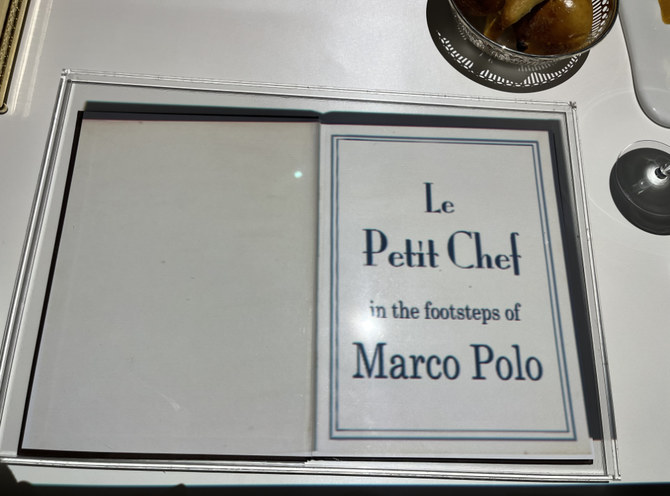 Le
Petit Chef
in the footsteps of
Marco Polo